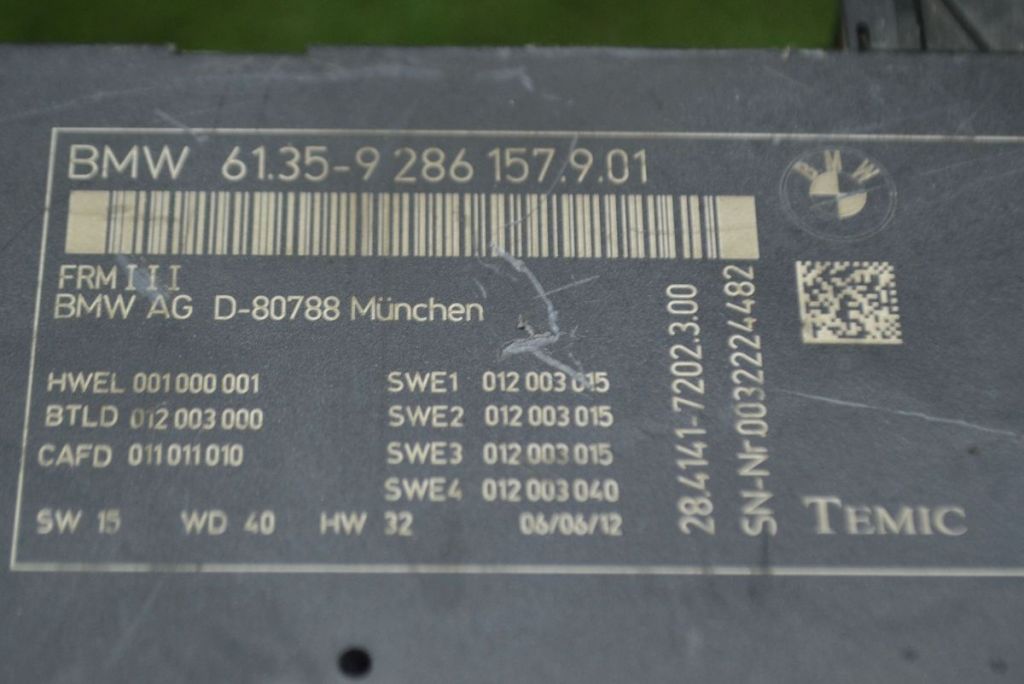 BMW 61.35-9 286 157.9.01
BMW
FRM III
BMW AG D-80788 München
HWEL 001 000 001
BTLD 012 003 000
CAFD 011 011 010
SWE1 012 003 015
SWE2 012 003 015
SWE3 012 003 015
SWE4 012 003 040
SW 15 WD 40 HW 32 06/06/12
28.4141-7202.3.00
SN-Nr.00322224482
TEMIC